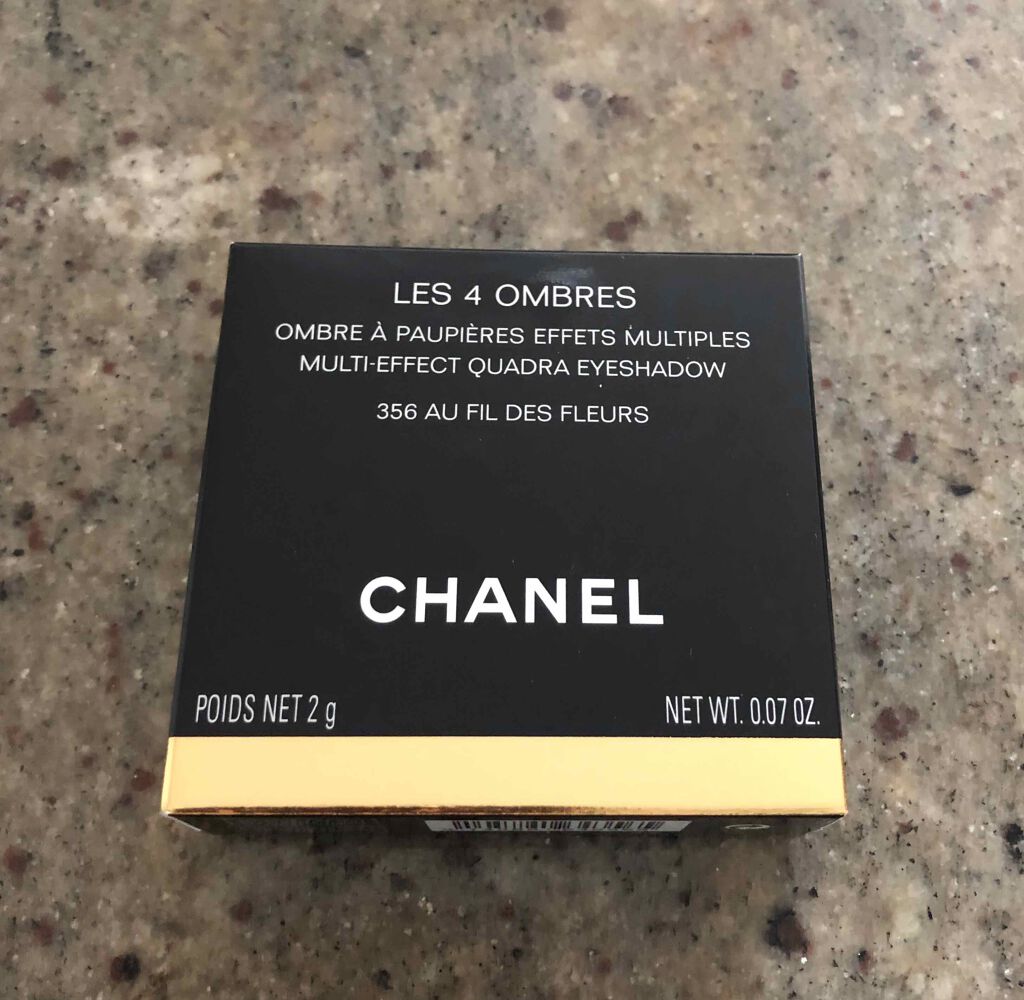 LES 4 OMBRES
OMBRE À PAUPIÈRES EFFETS MULTIPLES
MULTI-EFFECT QUADRA EYESHADOW
356 AU FIL DES FLEURS
CHANEL
POIDS NET 2 g
NET WT. 0.07 OZ.